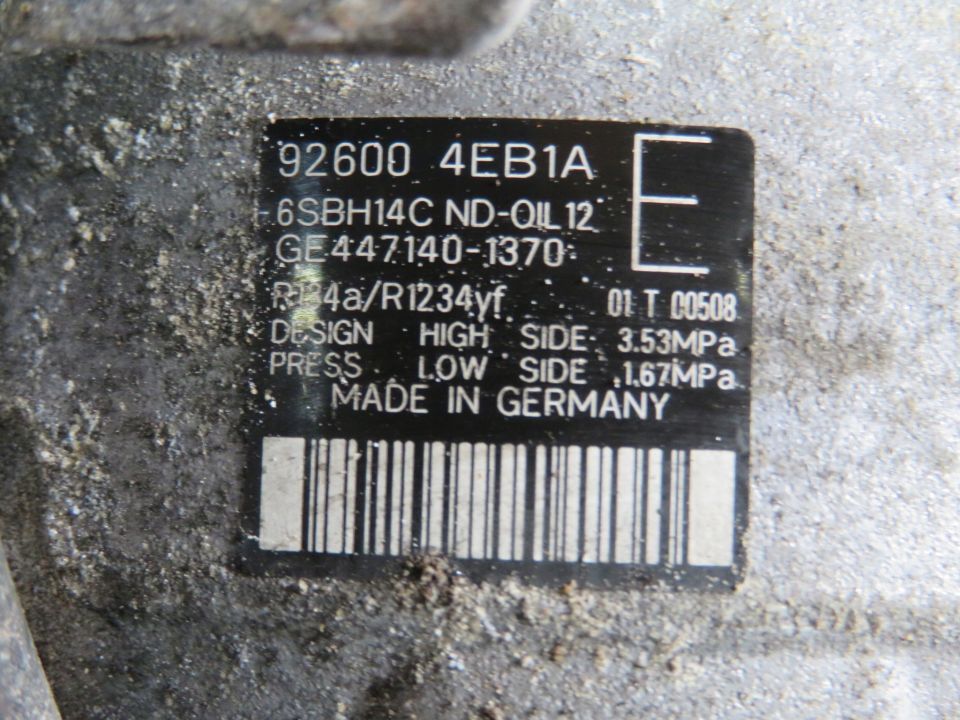 92600 4EB1A E
6SBH14C ND-OIL 12
GE447140-1370
R134a/R1234yf 01 T 00508
DESIGN HIGH SIDE 3.53MPa
PRESS LOW SIDE 1.67MPa
MADE IN GERMANY